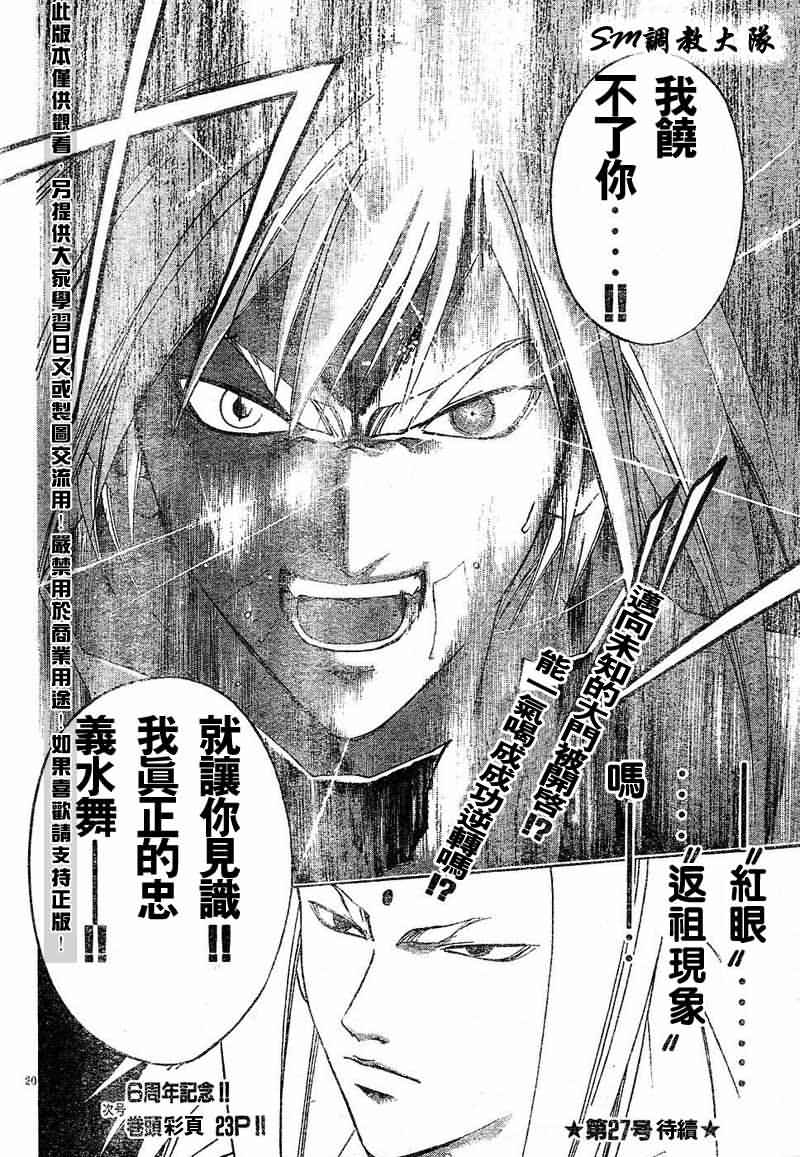 SM調教大隊
我饒
不了你‥‥‥!!
此版本僅供觀看 另提供大家學習日文或製圖交流用！嚴禁用於商業用途！如果喜歡請支持正版！
邁向未知的大門被開啓!?
能一氣喝成成功逆轉嗎!?
〝紅眼〞‥‥‥
‥‥‥〝返祖現象〞
嗎‥‥‥
就讓你見識!!
我眞正的忠
義水舞——!!
20
6周年記念!!
次号
巻頭彩頁 23P!!
★第27号 待續★